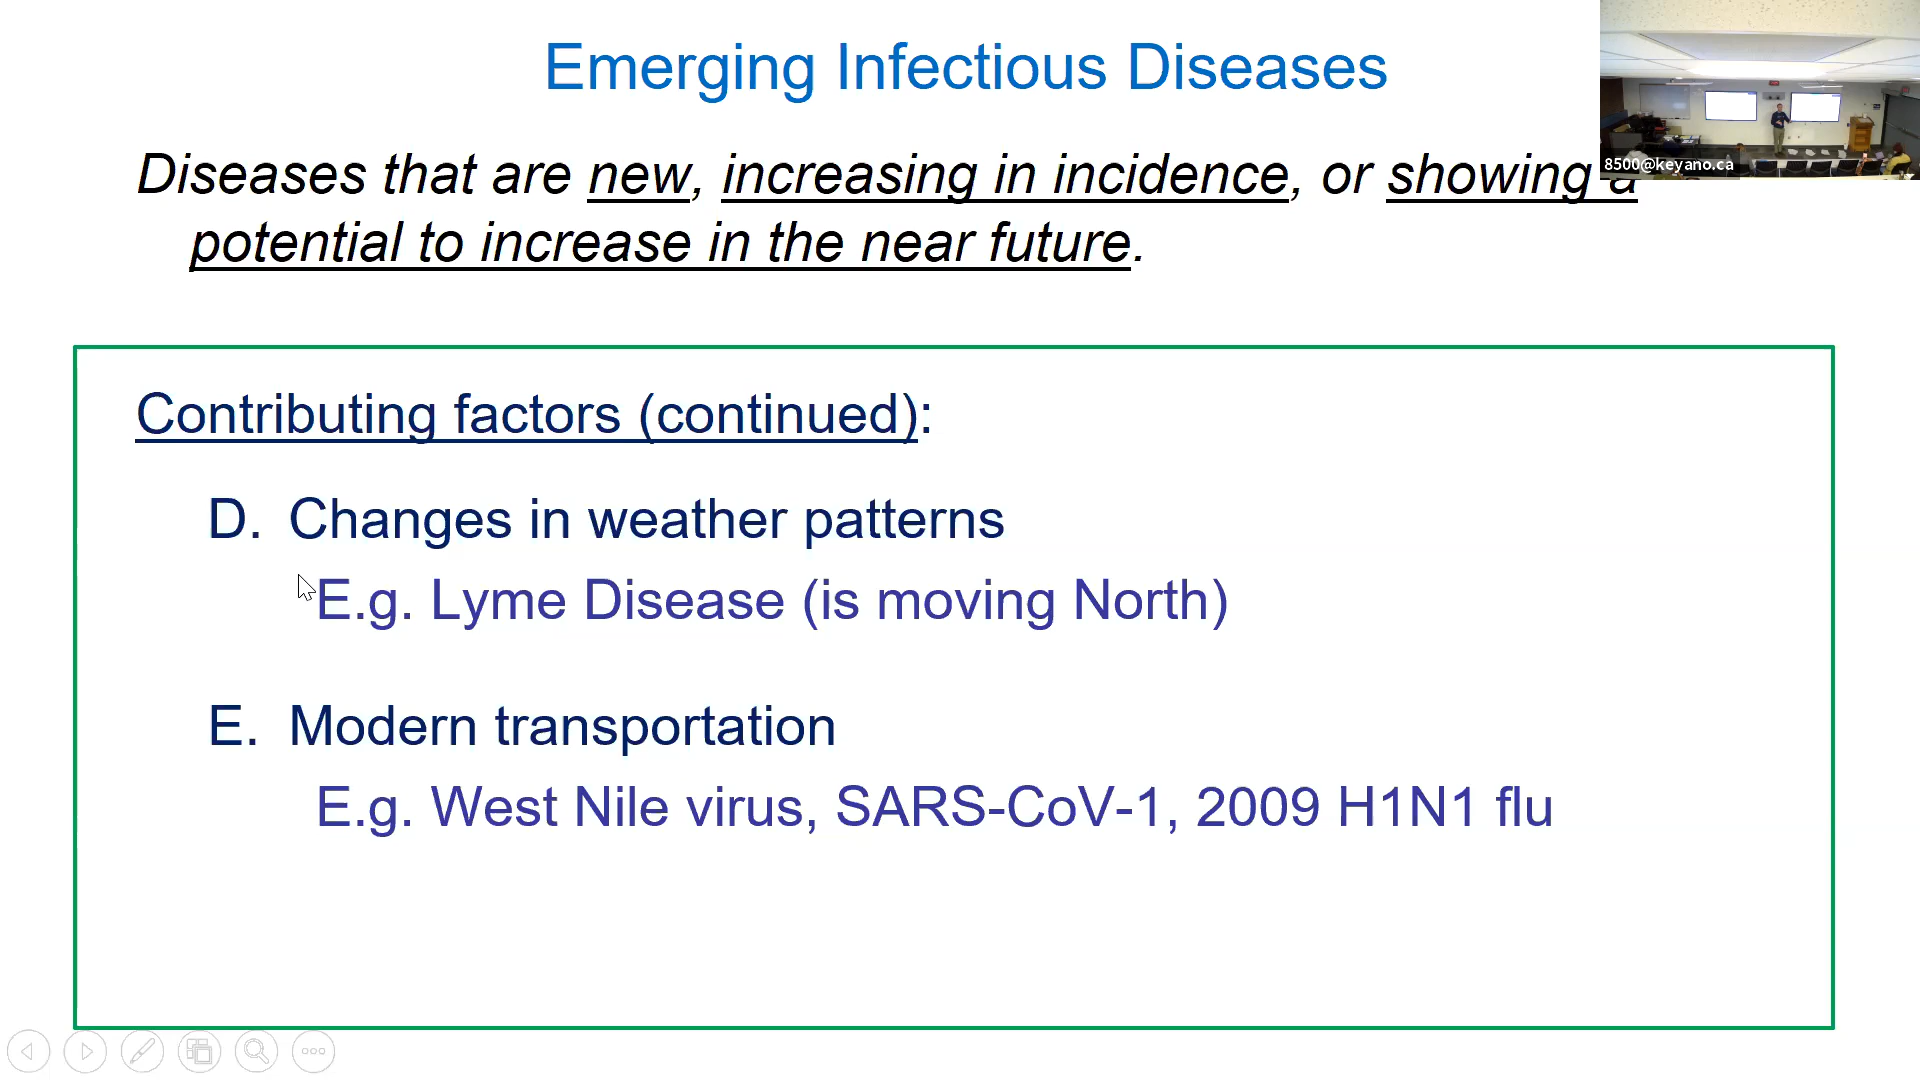 Emerging Infectious Diseases
Diseases that are new, increasing in incidence, or showing a
potential to increase in the near future.
8500@keyano.ca
Contributing factors (continued):
D. Changes in weather patterns
E.g. Lyme Disease (is moving North)
E. Modern transportation
E.g. West Nile virus, SARS-CoV-1, 2009 H1N1 flu